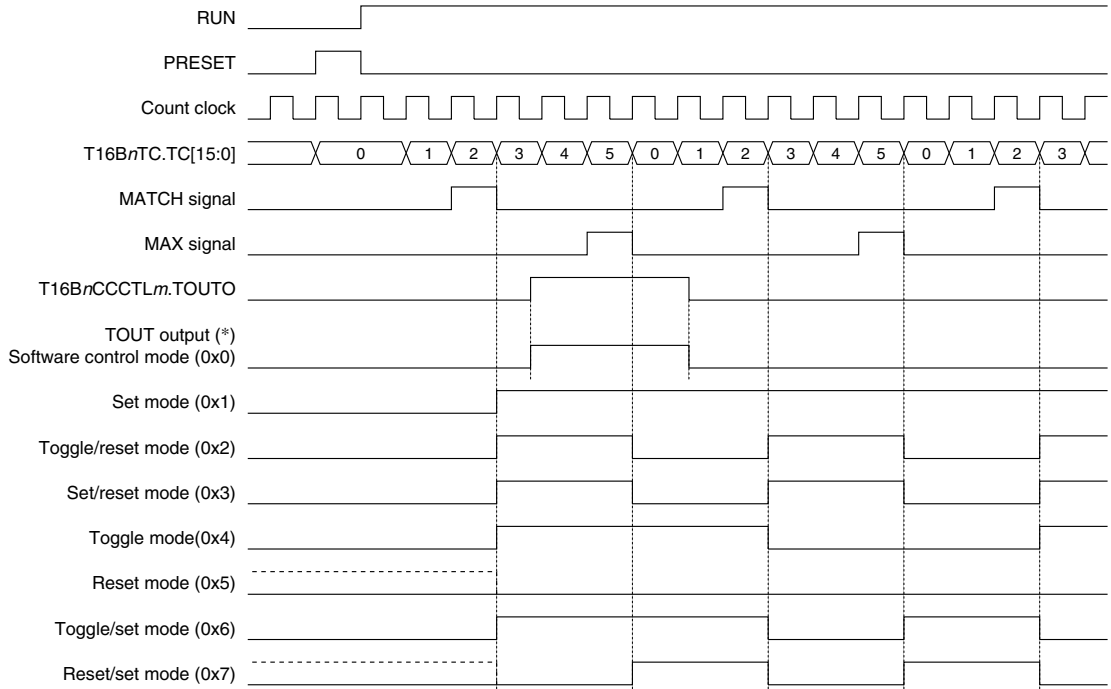 RUN
PRESET
Count clock
T16BnTC.TC[15:0] 0 1 2 3 4 5 0 1 2 3 4 5 0 1 2 3
MATCH signal
MAX signal
T16BnCCCTLm.TOUTO
TOUT output (*)
Software control mode (0x0)
Set mode (0x1)
Toggle/reset mode (0x2)
Set/reset mode (0x3)
Toggle mode(0x4)
Reset mode (0x5)
Toggle/set mode (0x6)
Reset/set mode (0x7)